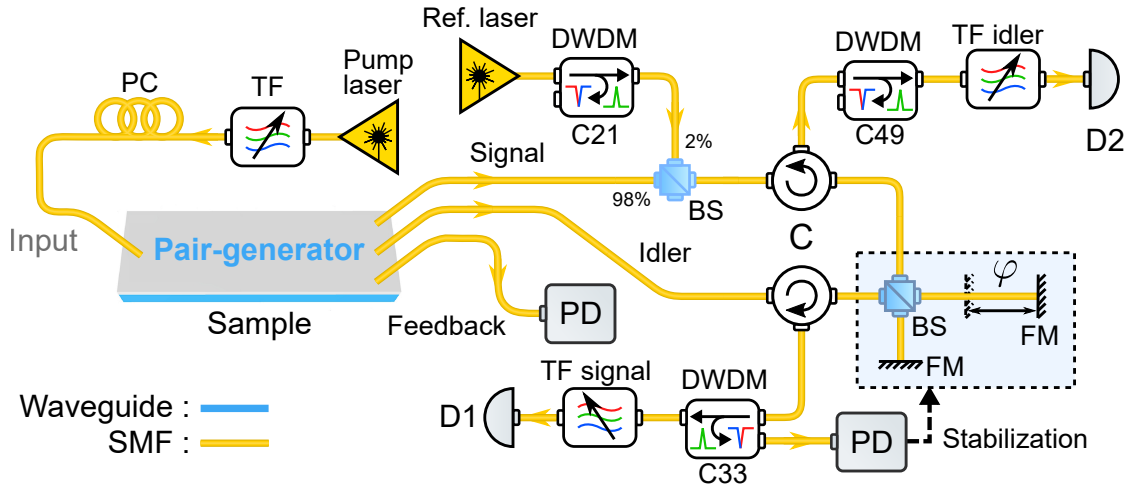 Ref. laser
DWDM
C21
PC
TF
Pump
laser
DWDM
TF idler
C49
D2
2%
98%
BS
Signal
Input
Pair-generator
Sample
Idler
C
Feedback
PD
φ
BS
FM
FM
TF signal
DWDM
D1
C33
PD
Stabilization
Waveguide :
SMF :